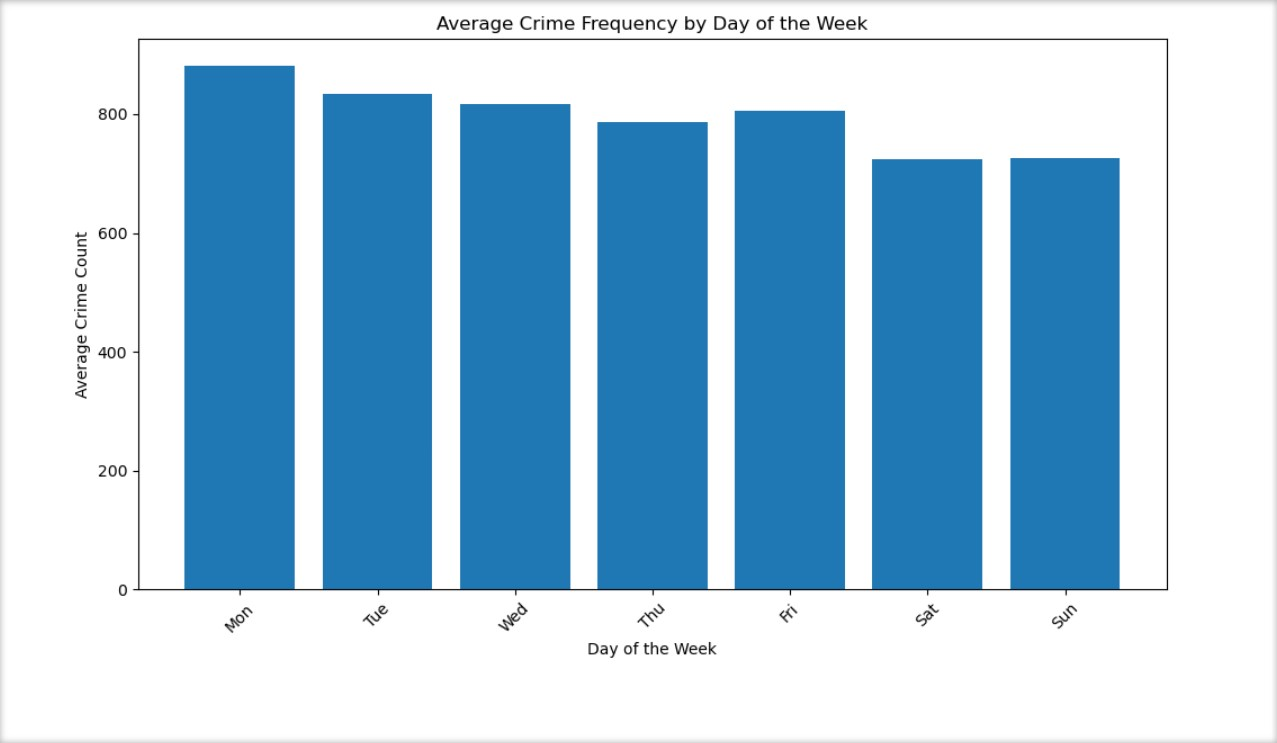 Average Crime Frequency by Day of the Week
Average Crime Count
800
600
400
200
0
Mon Tue Wed Thu Fri Sat Sun
Day of the Week